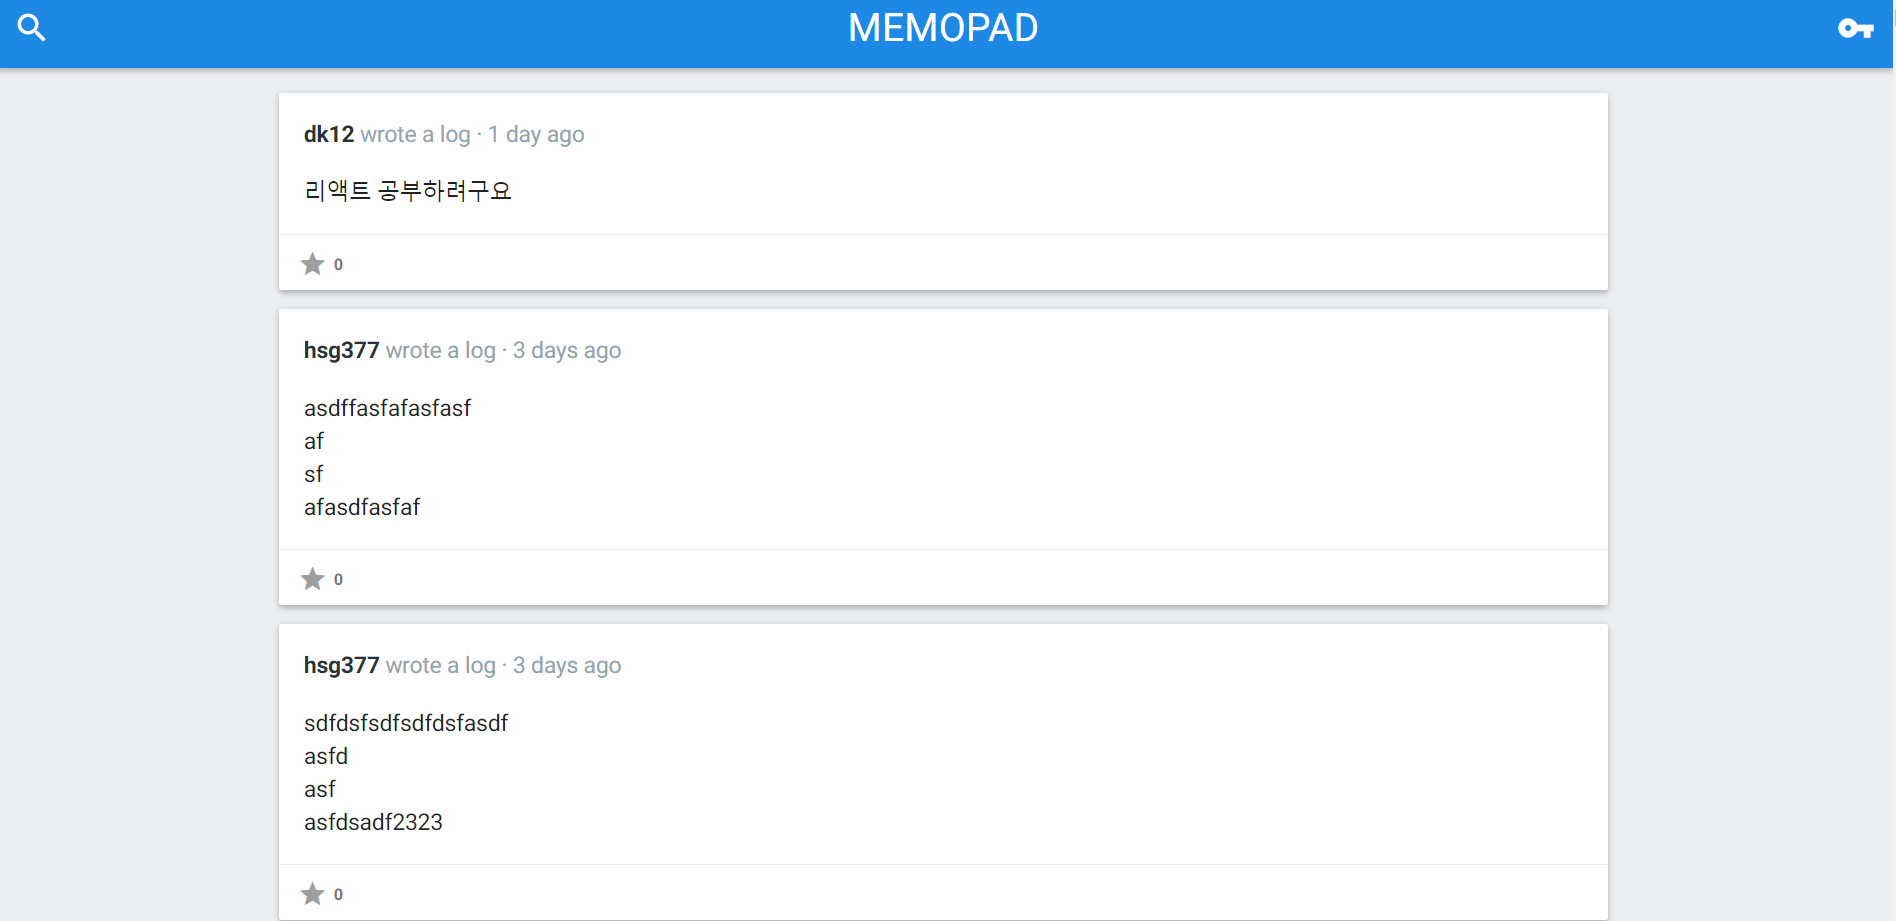 MEMOPAD
dk12 wrote a log · 1 day ago
리액트 공부하려구요
0
hsg377 wrote a log · 3 days ago
asdffasfafasfasf
af
sf
afasdfasfaf
0
hsg377 wrote a log · 3 days ago
sdfdsfsdfsdfdsfasdf
asfd
asf
asfdsadf2323
0